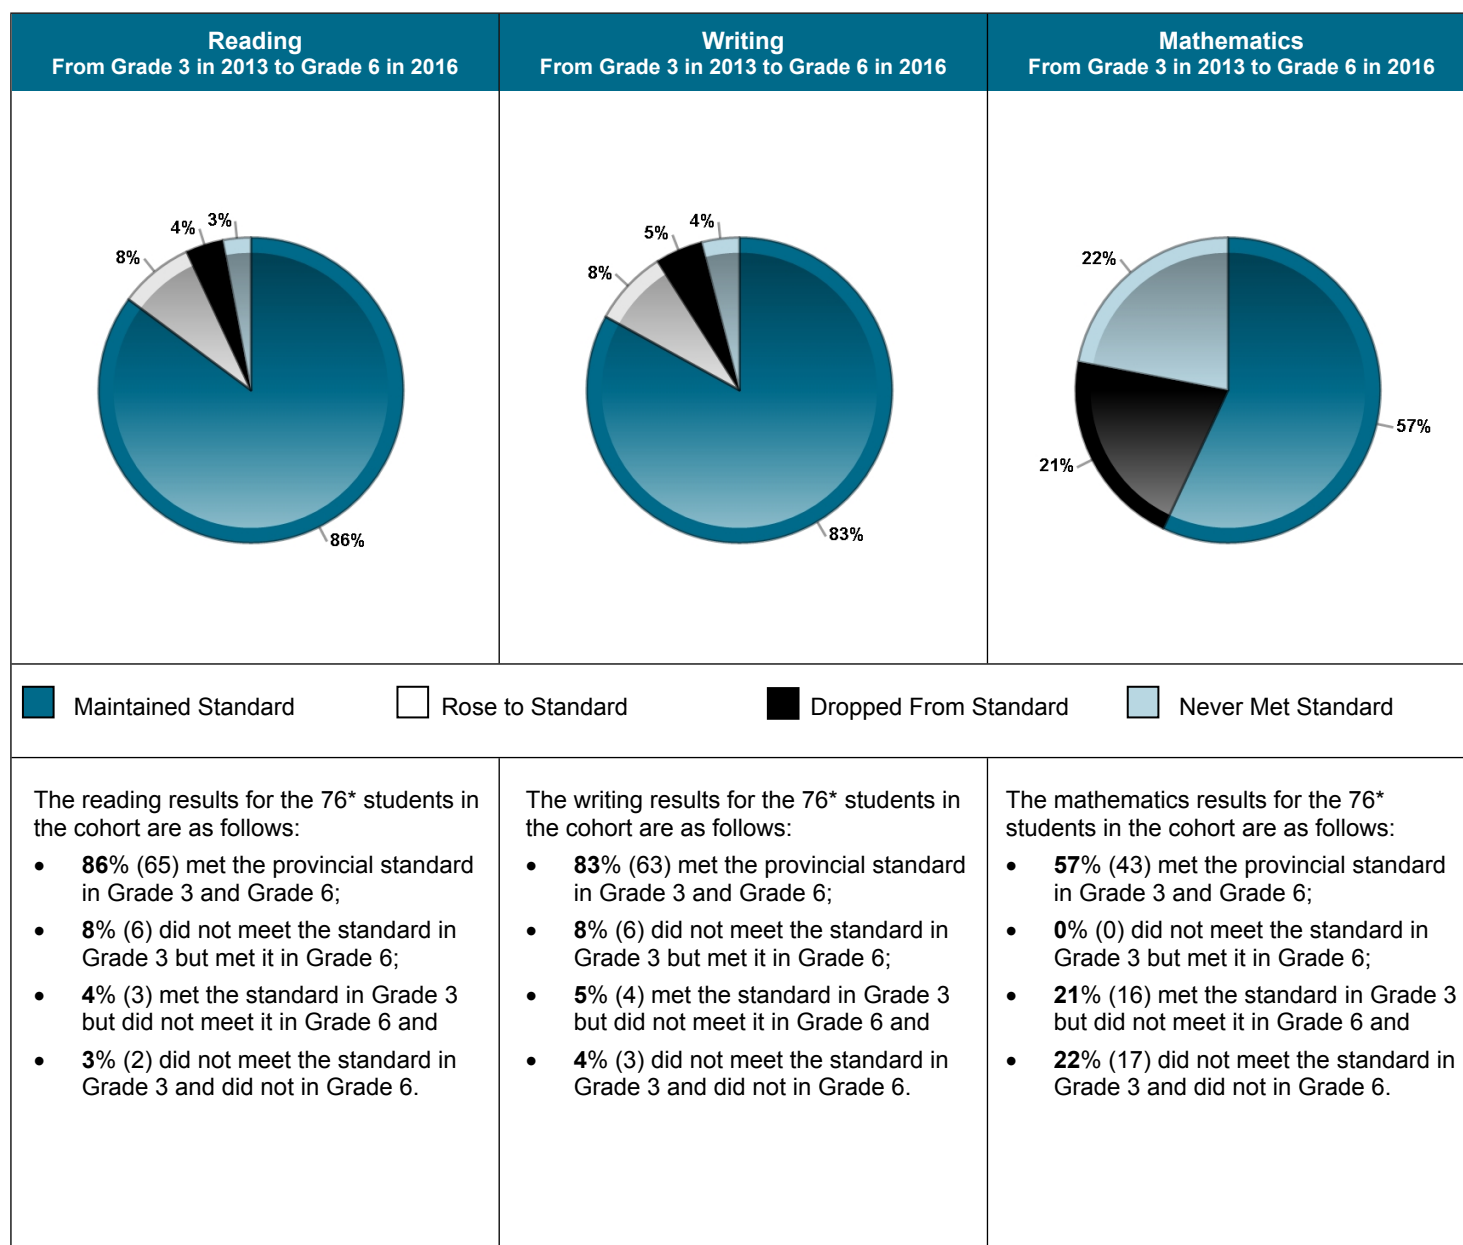 Reading
From Grade 3 in 2013 to Grade 6 in 2016
Writing
From Grade 3 in 2013 to Grade 6 in 2016
Mathematics
From Grade 3 in 2013 to Grade 6 in 2016
8%
4%
3%
86%
8%
5%
4%
83%
22%
21%
57%
Maintained Standard
Rose to Standard
Dropped From Standard
Never Met Standard
The reading results for the 76* students in
the cohort are as follows:
• 86% (65) met the provincial standard
in Grade 3 and Grade 6;
• 8% (6) did not meet the standard in
Grade 3 but met it in Grade 6;
• 4% (3) met the standard in Grade 3
but did not meet it in Grade 6 and
• 3% (2) did not meet the standard in
Grade 3 and did not in Grade 6.
The writing results for the 76* students in
the cohort are as follows:
• 83% (63) met the provincial standard
in Grade 3 and Grade 6;
• 8% (6) did not meet the standard in
Grade 3 but met it in Grade 6;
• 5% (4) met the standard in Grade 3
but did not meet it in Grade 6 and
• 4% (3) did not meet the standard in
Grade 3 and did not in Grade 6.
The mathematics results for the 76*
students in the cohort are as follows:
• 57% (43) met the provincial standard
in Grade 3 and Grade 6;
• 0% (0) did not meet the standard in
Grade 3 but met it in Grade 6;
• 21% (16) met the standard in Grade 3
but did not meet it in Grade 6 and
• 22% (17) did not meet the standard in
Grade 3 and did not in Grade 6.